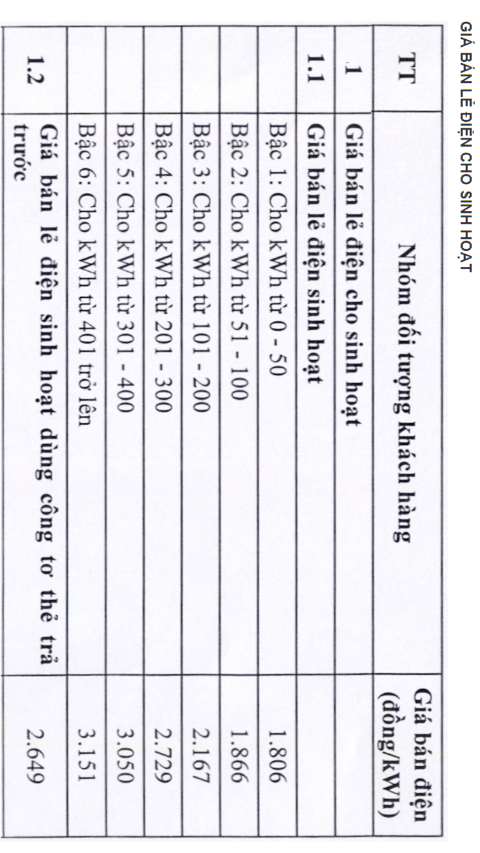 GIÁ BÁN LẺ ĐIỆN CHO SINH HOẠT
TT Nhóm đối tượng khách hàng Giá bán điện
(đồng/kWh)
1 Giá bán lẻ điện cho sinh hoạt
1.1 Giá bán lẻ điện sinh hoạt
Bậc 1: Cho kWh từ 0 - 50 1.806
Bậc 2: Cho kWh từ 51 - 100 1.866
Bậc 3: Cho kWh từ 101 - 200 2.167
Bậc 4: Cho kWh từ 201 - 300 2.729
Bậc 5: Cho kWh từ 301 - 400 3.050
Bậc 6: Cho kWh từ 401 trở lên 3.151
1.2 Giá bán lẻ điện sinh hoạt dùng công tơ thẻ trả
trước 2.649